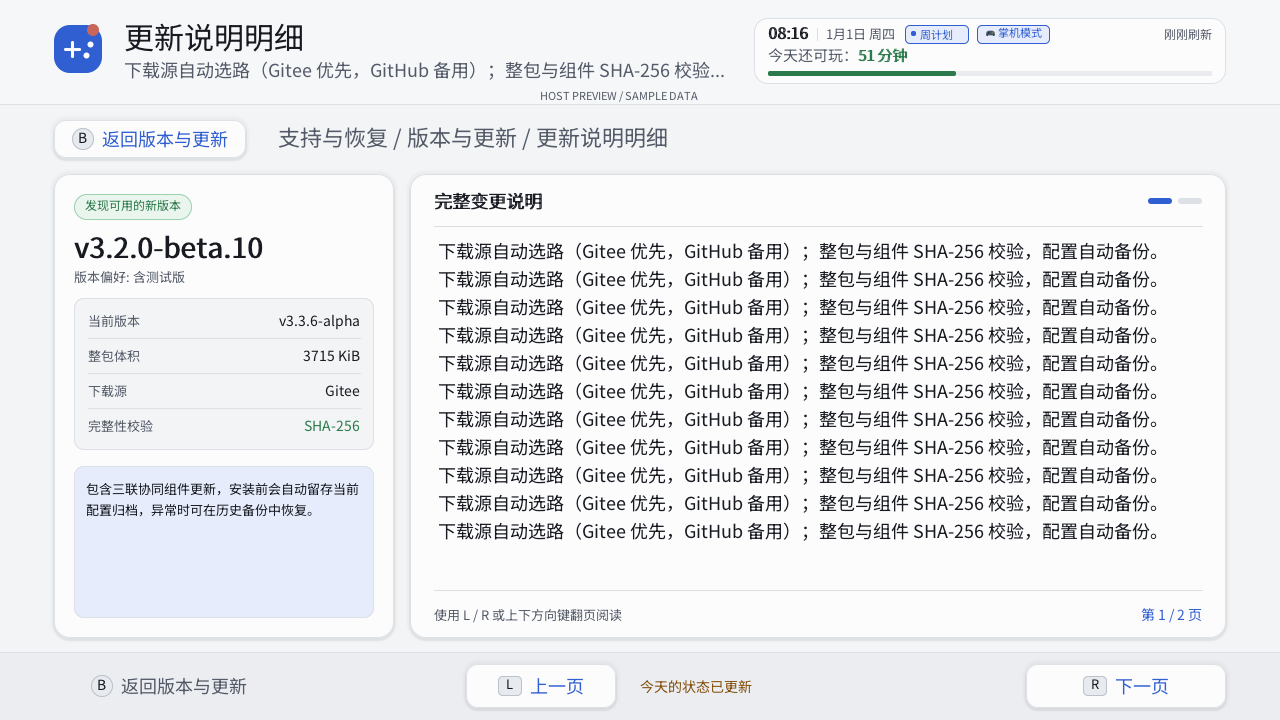 更新说明明细
下载源自动选路（Gitee 优先，GitHub 备用）；整包与组件 SHA-256 校验...
08:16 1月1日 周四 周计划 掌机模式 刚刚刷新
今天还可玩: 51 分钟
HOST PREVIEW / SAMPLE DATA
B 返回版本与更新
支持与恢复 / 版本与更新 / 更新说明明细
发现可用的新版本
v3.2.0-beta.10
版本偏好: 含测试版
当前版本 v3.3.6-alpha
整包体积 3715 KiB
下载源 Gitee
完整性校验 SHA-256
包含三联协同组件更新，安装前会自动留存当前
配置归档，异常时可在历史备份中恢复。
完整变更说明
下载源自动选路（Gitee 优先，GitHub 备用）；整包与组件 SHA-256 校验，配置自动备份。
下载源自动选路（Gitee 优先，GitHub 备用）；整包与组件 SHA-256 校验，配置自动备份。
下载源自动选路（Gitee 优先，GitHub 备用）；整包与组件 SHA-256 校验，配置自动备份。
下载源自动选路（Gitee 优先，GitHub 备用）；整包与组件 SHA-256 校验，配置自动备份。
下载源自动选路（Gitee 优先，GitHub 备用）；整包与组件 SHA-256 校验，配置自动备份。
下载源自动选路（Gitee 优先，GitHub 备用）；整包与组件 SHA-256 校验，配置自动备份。
下载源自动选路（Gitee 优先，GitHub 备用）；整包与组件 SHA-256 校验，配置自动备份。
下载源自动选路（Gitee 优先，GitHub 备用）；整包与组件 SHA-256 校验，配置自动备份。
下载源自动选路（Gitee 优先，GitHub 备用）；整包与组件 SHA-256 校验，配置自动备份。
下载源自动选路（Gitee 优先，GitHub 备用）；整包与组件 SHA-256 校验，配置自动备份。
下载源自动选路（Gitee 优先，GitHub 备用）；整包与组件 SHA-256 校验，配置自动备份。
使用 L / R 或上下方向键翻页阅读
第 1 / 2 页
B 返回版本与更新
L 上一页
今天的状态已更新
R 下一页